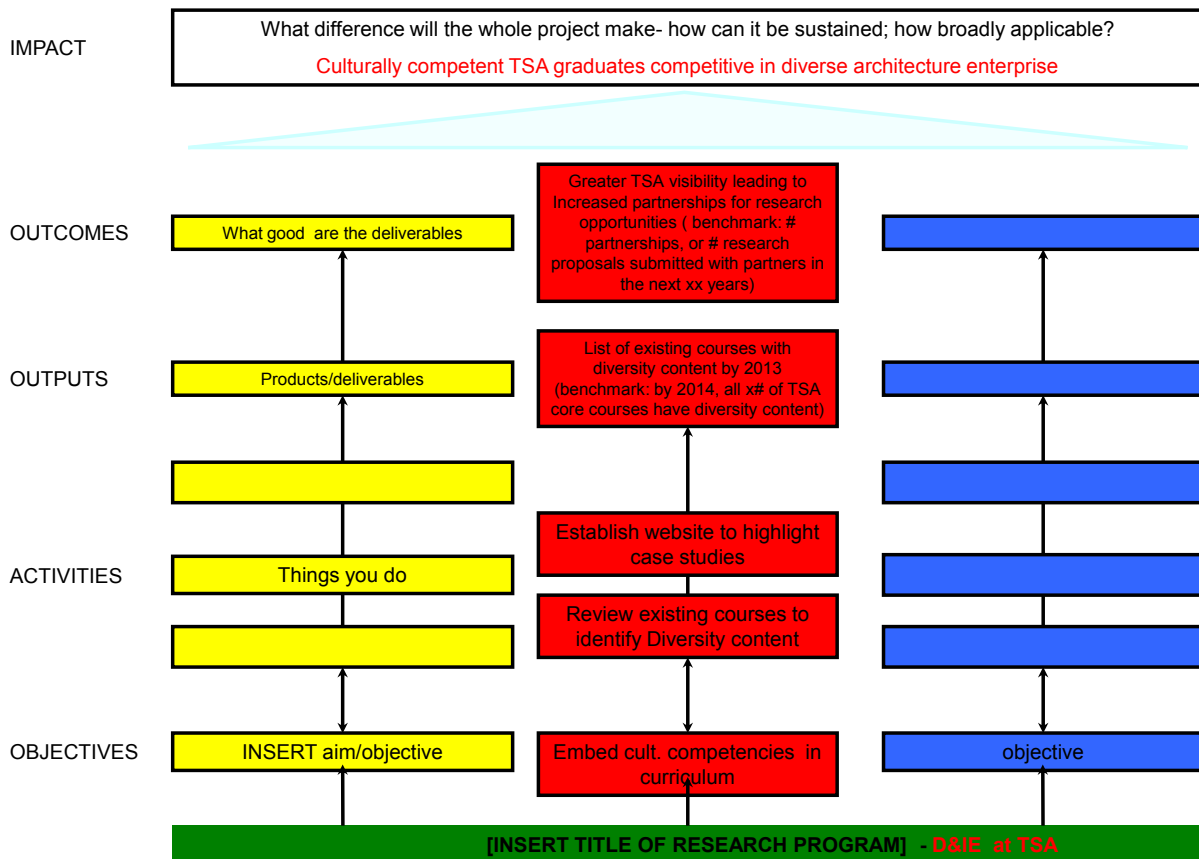 IMPACT
What difference will the whole project make- how can it be sustained; how broadly applicable?
Culturally competent TSA graduates competitive in diverse architecture enterprise
OUTCOMES
What good are the deliverables
Greater TSA visibility leading to
Increased partnerships for research
opportunities ( benchmark: #
partnerships, or # research
proposals submitted with partners in
the next xx years)
OUTPUTS
Products/deliverables
List of existing courses with
diversity content by 2013
(benchmark: by 2014, all x# of TSA
core courses have diversity content)
ACTIVITIES
Things you do
Establish website to highlight
case studies
Review existing courses to
identify Diversity content
OBJECTIVES
INSERT aim/objective
Embed cult. competencies in
curriculum
objective
[INSERT TITLE OF RESEARCH PROGRAM] - D&IE at TSA